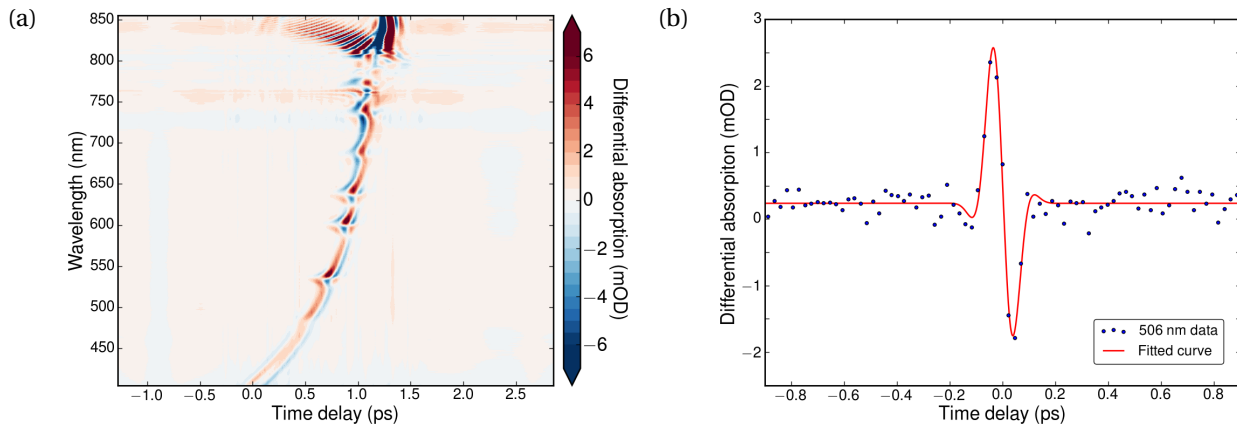 (a)
850
800
750
700
650
600
550
500
450
Wavelength (nm)
−1.0 −0.5 0.0 0.5 1.0 1.5 2.0 2.5
Time delay (ps)
6
4
2
0
−2
−4
−6
Differential absorption (mOD)
(b)
3
2
1
0
−1
−2
Differential absorpiton (mOD)
506 nm data
Fitted curve
−0.8 −0.6 −0.4 −0.2 0.0 0.2 0.4 0.6 0.8
Time delay (ps)